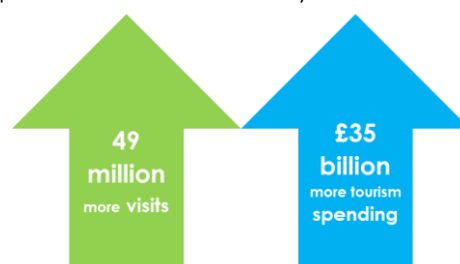 49
million
more visits
£35
billion
more tourism
spending